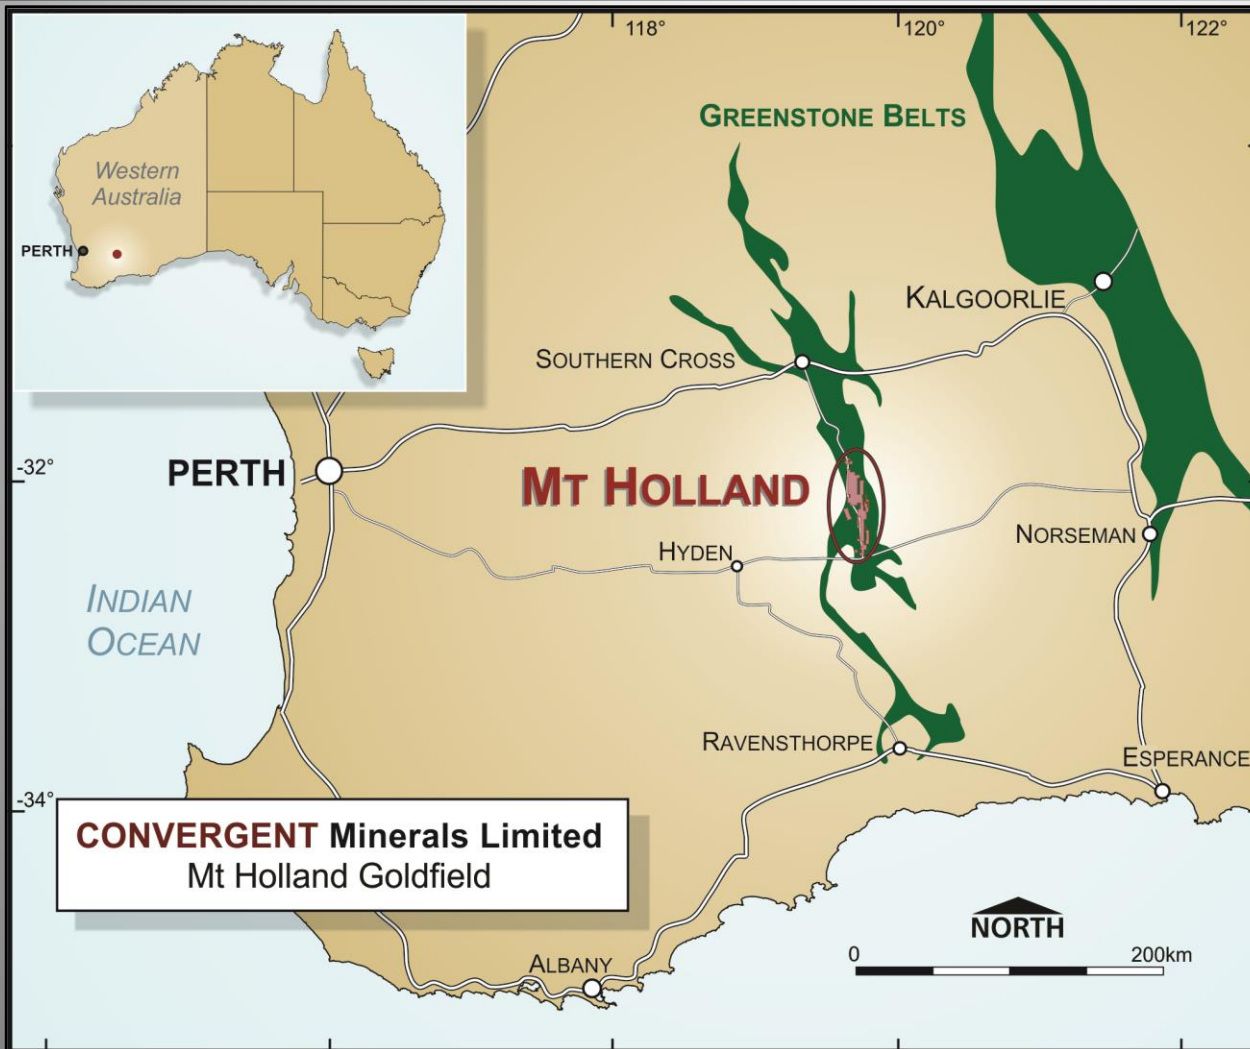 118°
120°
122°
GREENSTONE BELTS
Western
Australia
PERTH
KALGOORLIE
SOUTHERN CROSS
-32°
PERTH
MT HOLLAND
NORSEMAN
HYDEN
INDIAN
OCEAN
RAVENSTHORPE
ESPERANCE
-34°
CONVERGENT Minerals Limited
Mt Holland Goldfield
NORTH
0
200km
ALBANY